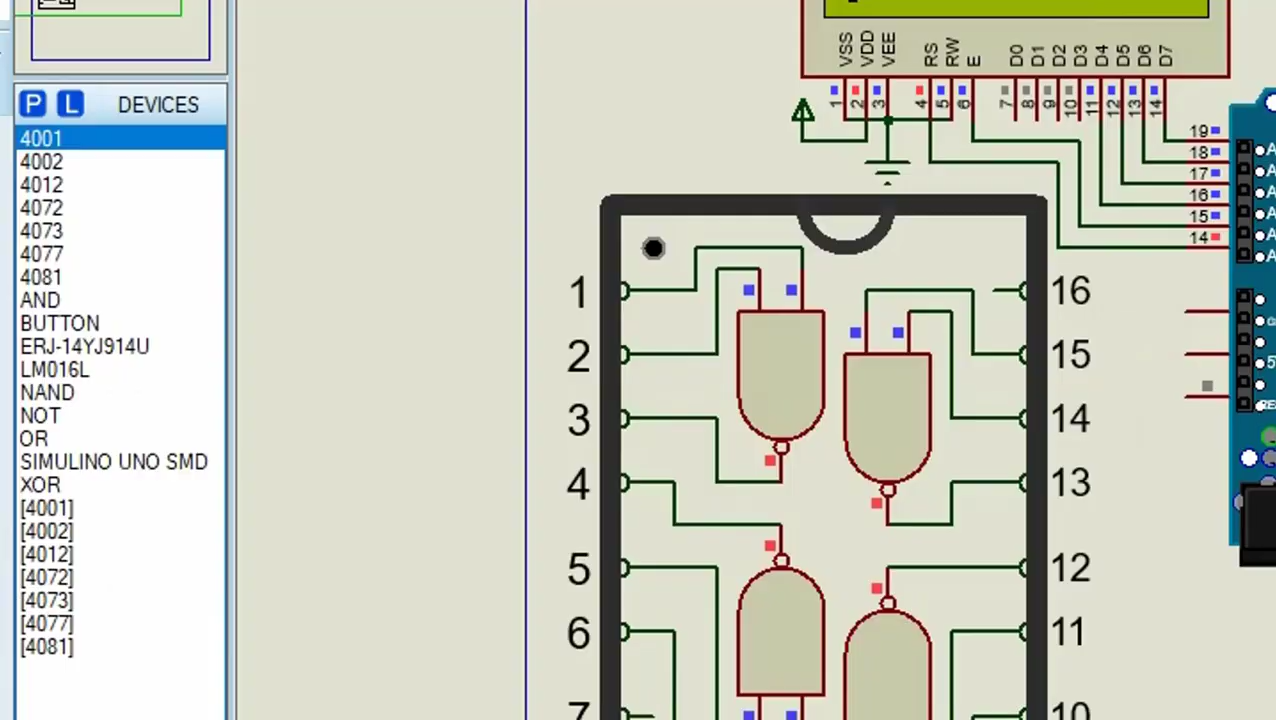 P L DEVICES
4001
4002
4012
4072
4073
4077
4081
AND
BUTTON
ERJ-14YJ914U
LM016L
NAND
NOT
OR
SIMULINO UNO SMD
XOR
[4001]
[4002]
[4012]
[4072]
[4073]
[4077]
[4081]
VSS VDD VEE RS RW E D0 D1 D2 D3 D4 D5 D6 D7
1 2 3 4 5 6 7 8 9 10 11 12 13 14
19 A
18 A
17 A
16 A
15 A
14 A
1 16
2 15
3 14
4 13
5 12
6 11
7 10
5
RE